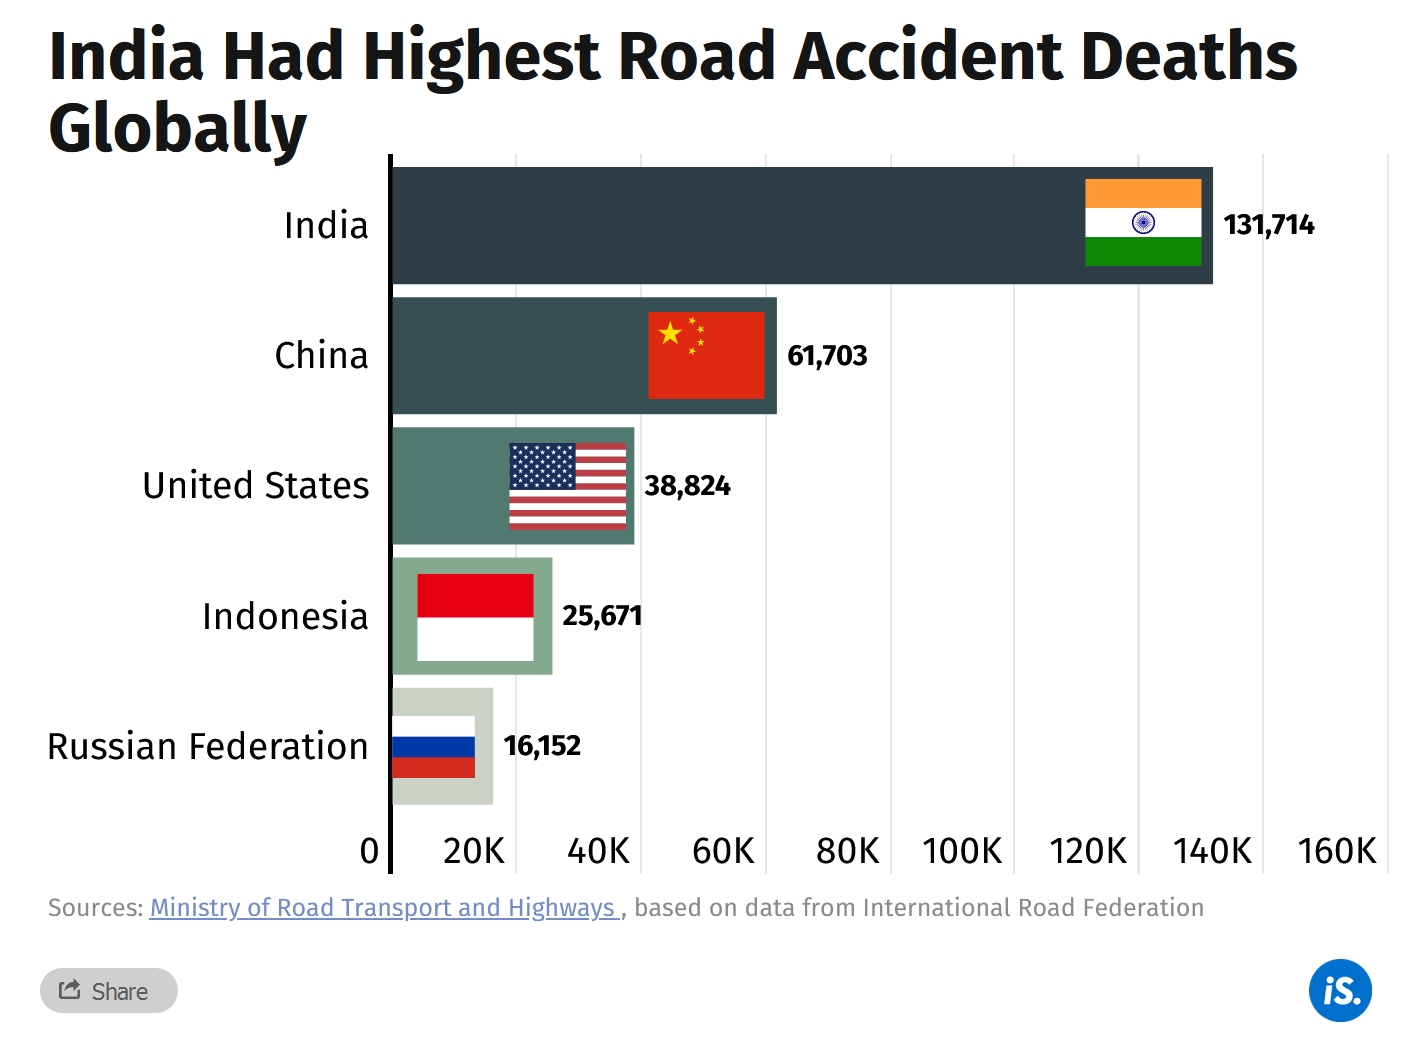 India Had Highest Road Accident Deaths
Globally
India
131,714
China
61,703
United States
38,824
Indonesia
25,671
Russian Federation
16,152
0 20K 40K 60K 80K 100K 120K 140K 160K
Sources: Ministry of Road Transport and Highways , based on data from International Road Federation
Share
iS.